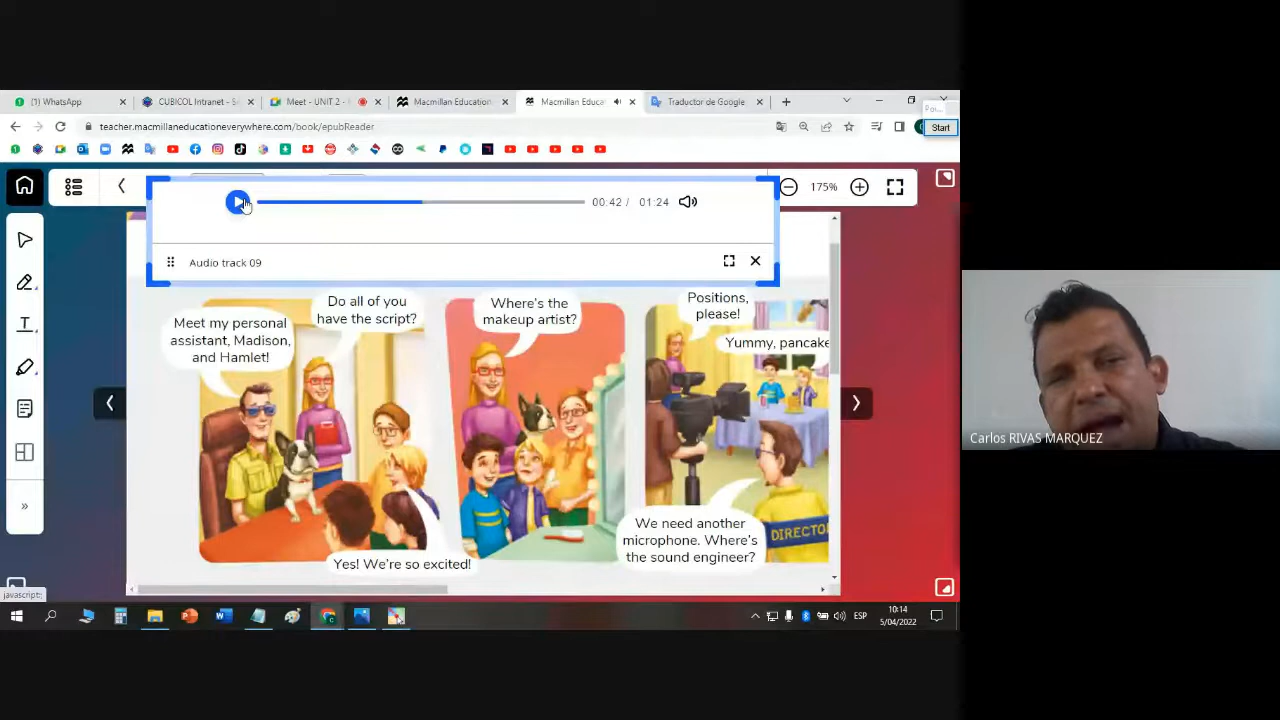 (1) WhatsApp
CUBICOL Intranet - S
Meet - UNIT 2 -
Macmillan Education
Macmillan Educa
Traductor de Google
teacher.macmillaneducationeverywhere.com/book/epubReader
Start
175%
00:42 / 01:24
Audio track 09
Meet my personal
assistant, Madison,
and Hamlet!
Do all of you
have the script?
Yes! We're so excited!
Where's the
makeup artist?
Positions,
please!
Yummy, pancake
We need another
microphone. Where's
the sound engineer?
DIRECTO
Carlos RIVAS MARQUEZ
javascript:
ESP
10:14
5/04/2022